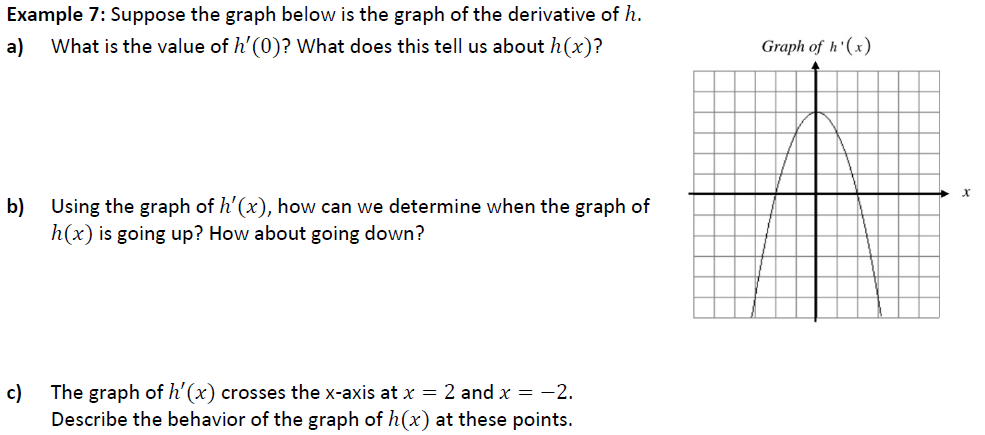 Example 7: Suppose the graph below is the graph of the derivative of h.
a) What is the value of h′(0)? What does this tell us about h(x)?
Graph of h'(x)
x
b) Using the graph of h′(x), how can we determine when the graph of
h(x) is going up? How about going down?
c) The graph of h′(x) crosses the x-axis at x = 2 and x = −2.
Describe the behavior of the graph of h(x) at these points.